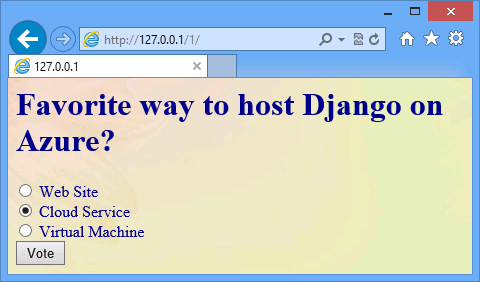 http://127.0.0.1/1/
127.0.0.1
Favorite way to host Django on
Azure?
Web Site
Cloud Service
Virtual Machine
Vote